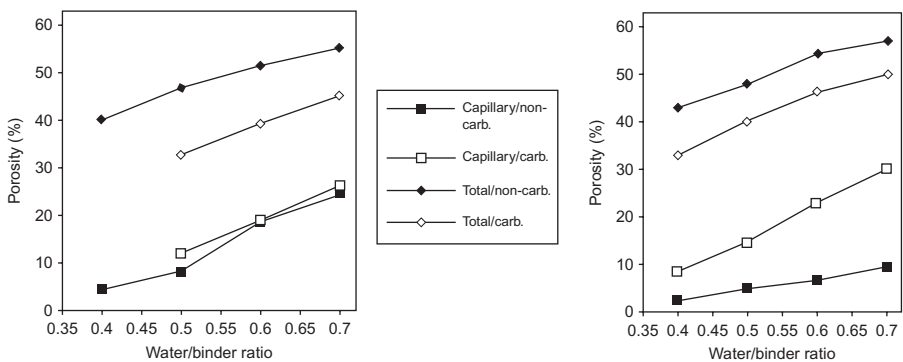 60
50
40
30
20
10
0
Porosity (%)
0.35 0.4 0.45 0.5 0.55 0.6 0.65 0.7
Water/binder ratio
Capillary/non-
carb.
Capillary/carb.
Total/non-carb.
Total/carb.
60
50
40
30
20
10
0
Porosity (%)
0.35 0.4 0.45 0.5 0.55 0.6 0.65 0.7
Water/binder ratio